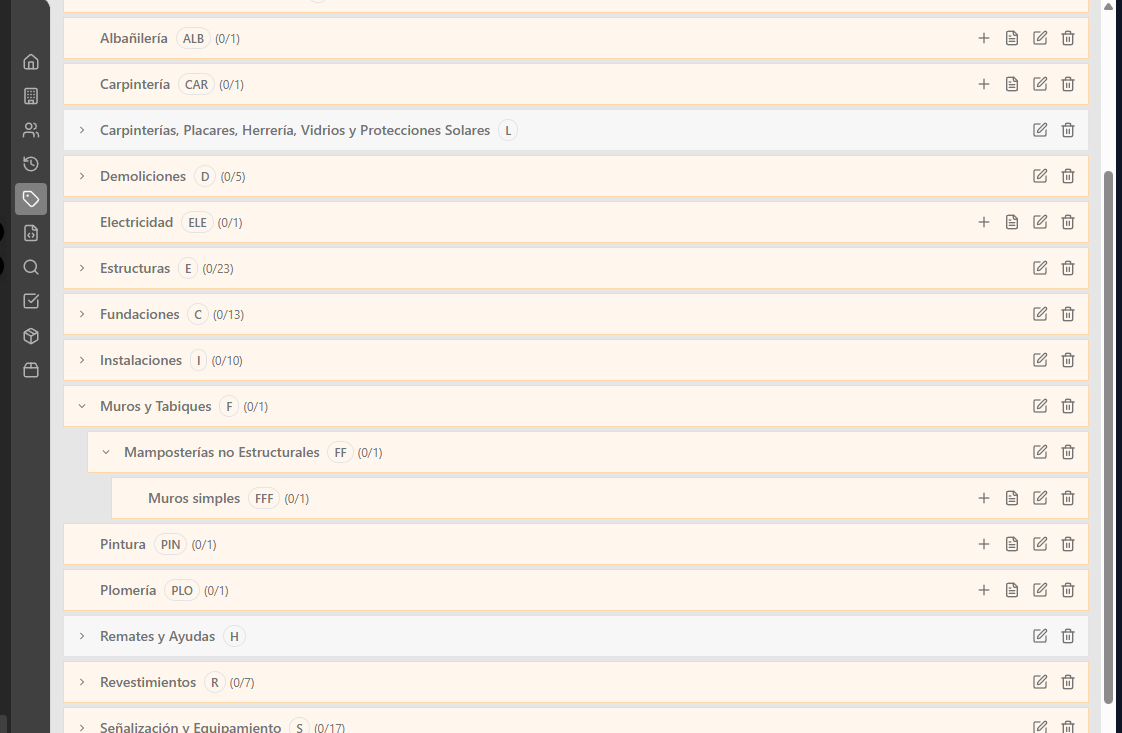 Albañilería ALB (0/1)
Carpintería CAR (0/1)
Carpinterías, Placares, Herrería, Vidrios y Protecciones Solares L
Demoliciones D (0/5)
Electricidad ELE (0/1)
Estructuras E (0/23)
Fundaciones C (0/13)
Instalaciones I (0/10)
Muros y Tabiques F (0/1)
Mamposterías no Estructurales FF (0/1)
Muros simples FFF (0/1)
Pintura PIN (0/1)
Plomería PLO (0/1)
Remates y Ayudas H
Revestimientos R (0/7)
Señalización y Equipamiento S (0/17)